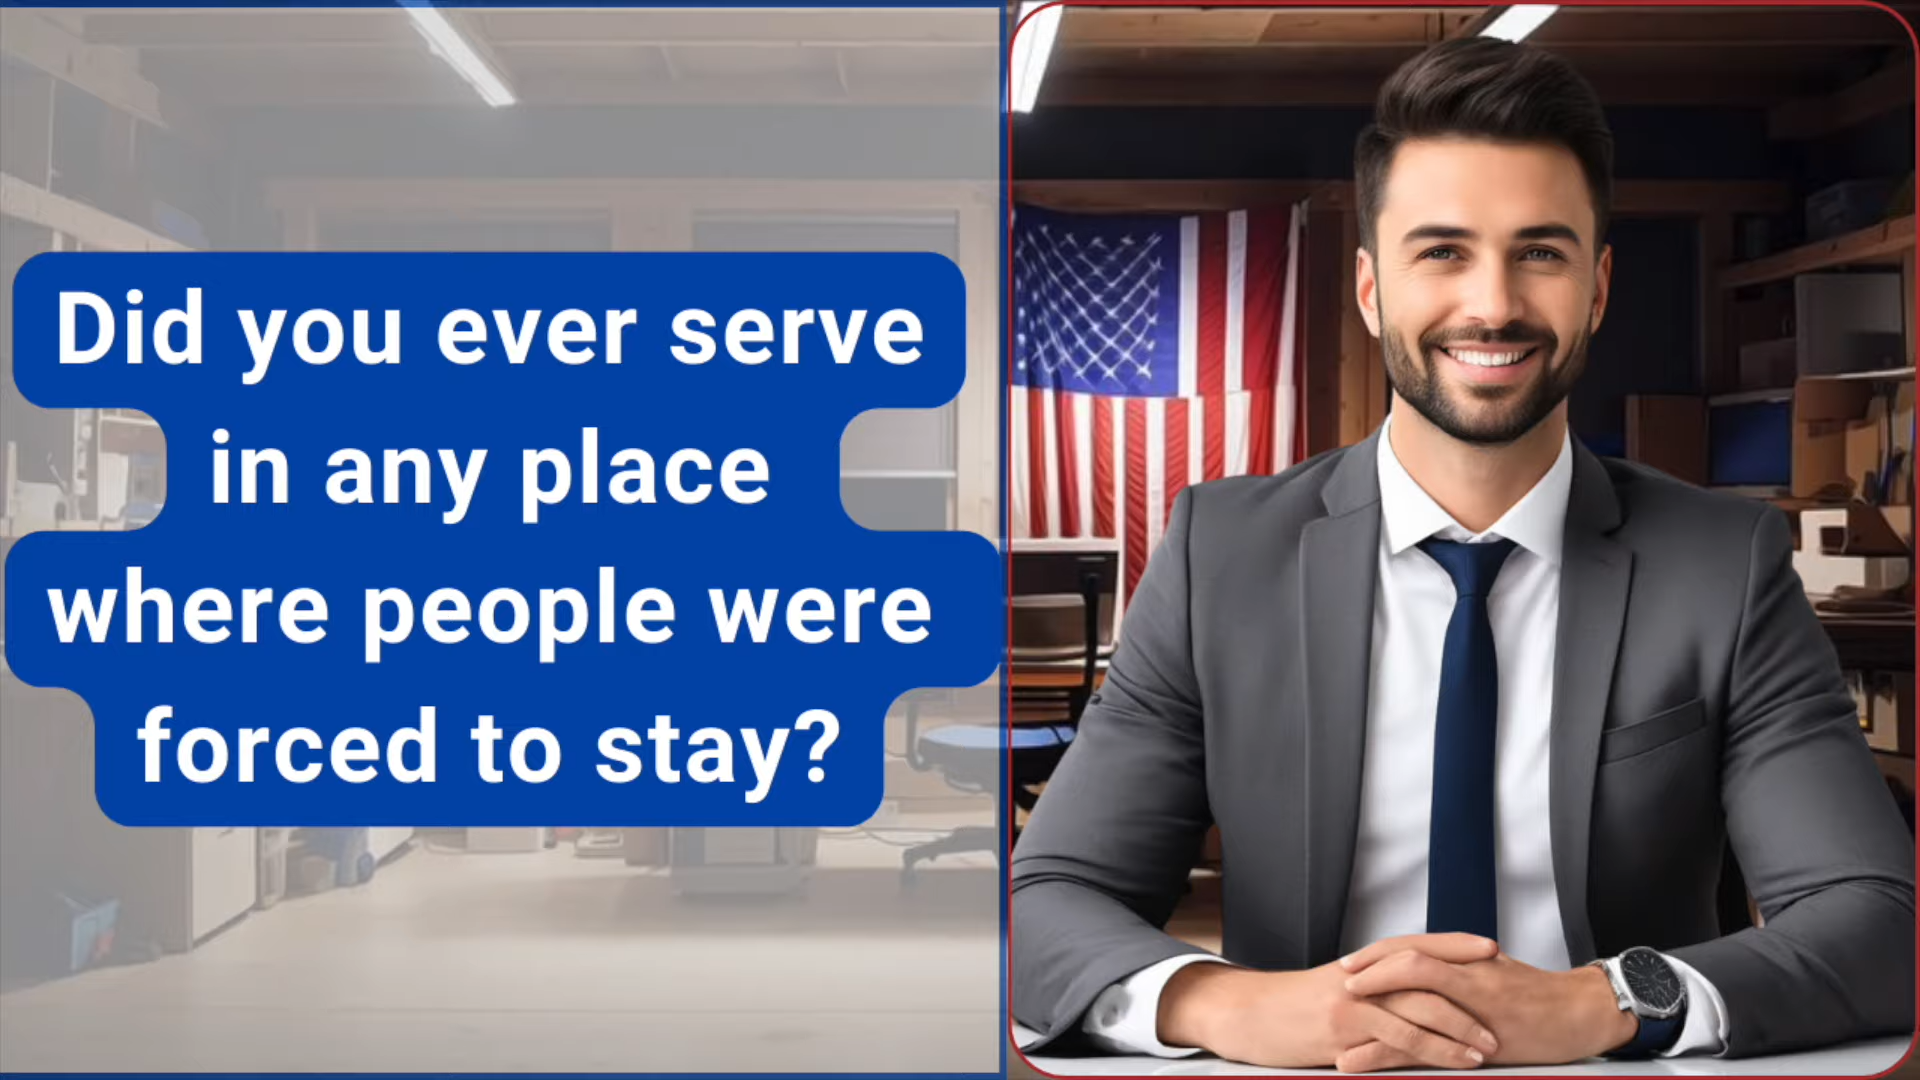 Did you ever serve
in any place
where people were
forced to stay?